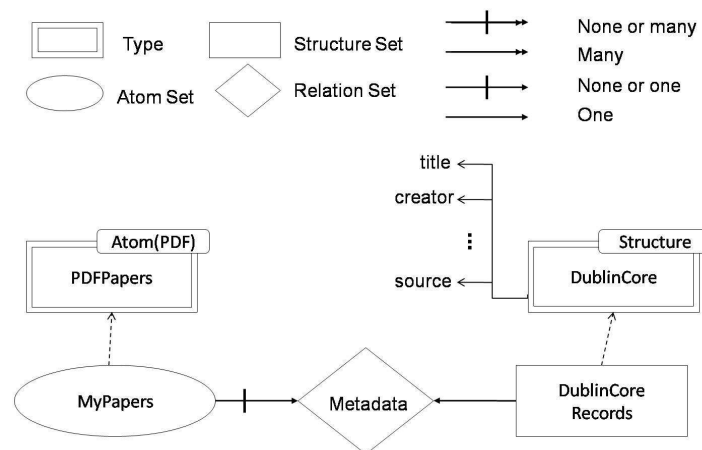 Type
Structure Set
None or many
Many
Atom Set
Relation Set
None or one
One
title
creator
⋮
source
Atom(PDF)
PDFPapers
Structure
DublinCore
MyPapers
Metadata
DublinCore
Records